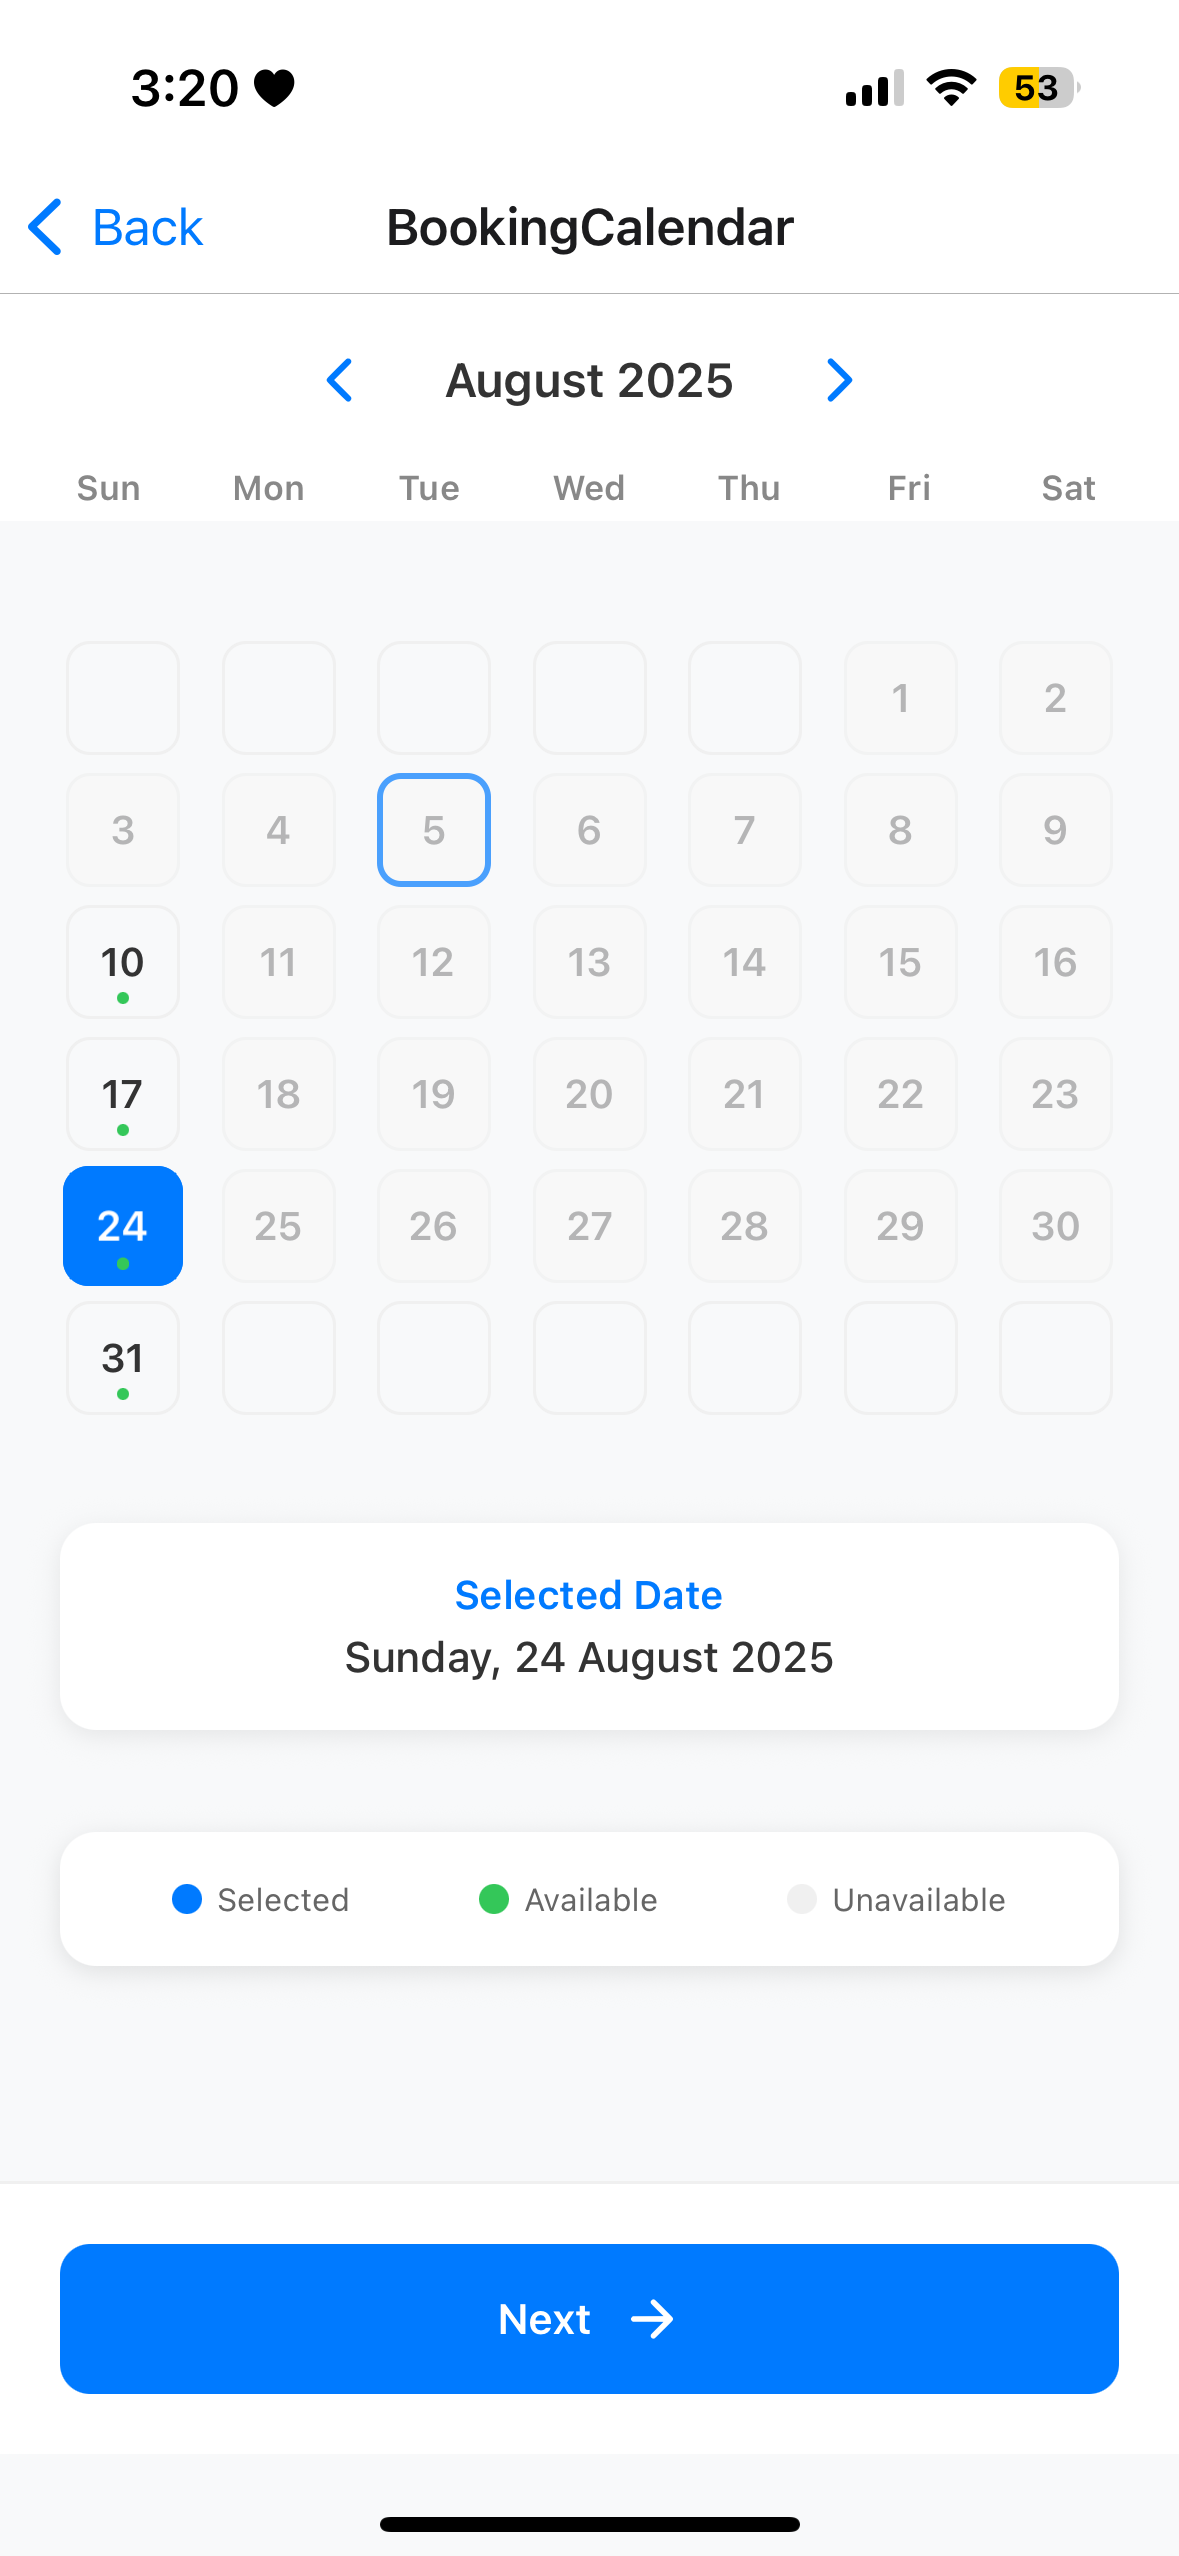 3:20
53
Back
BookingCalendar
August 2025
Sun Mon Tue Wed Thu Fri Sat
1 2
3 4 5 6 7 8 9
10 11 12 13 14 15 16
17 18 19 20 21 22 23
24 25 26 27 28 29 30
31
Selected Date
Sunday, 24 August 2025
Selected Available Unavailable
Next